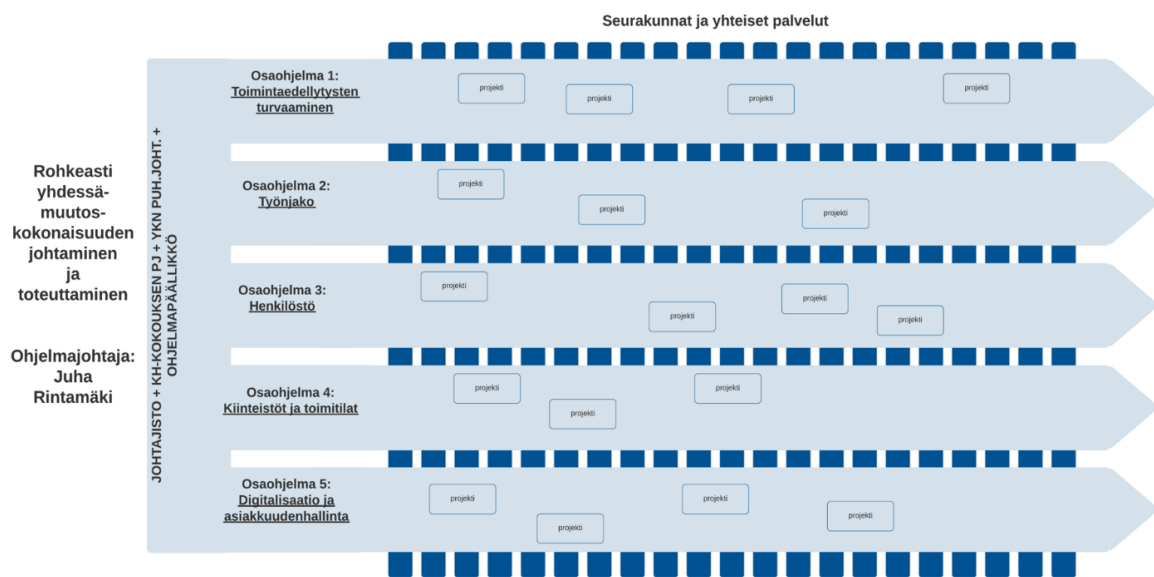 Seurakunnat ja yhteiset palvelut
Rohkeasti
yhdessä-
muutos-
kokonaisuuden
johtaminen
ja
toteuttaminen
Ohjelmajohtaja:
Juha
Rintamäki
JOHTAJISTO + KH-KOKOUKSEN PJ + YKN PUH.JOHT. +
OHJELMAPÄÄLLIKKÖ
Osaohjelma 1:
Toimintaedellytysten
turvaaminen
projekti
projekti
projekti
projekti
Osaohjelma 2:
Työnjako
projekti
projekti
projekti
Osaohjelma 3:
Henkilöstö
projekti
projekti
projekti
projekti
Osaohjelma 4:
Kiinteistöt ja toimitilat
projekti
projekti
projekti
Osaohjelma 5:
Digitalisaatio ja
asiakkuudenhallinta
projekti
projekti
projekti
projekti